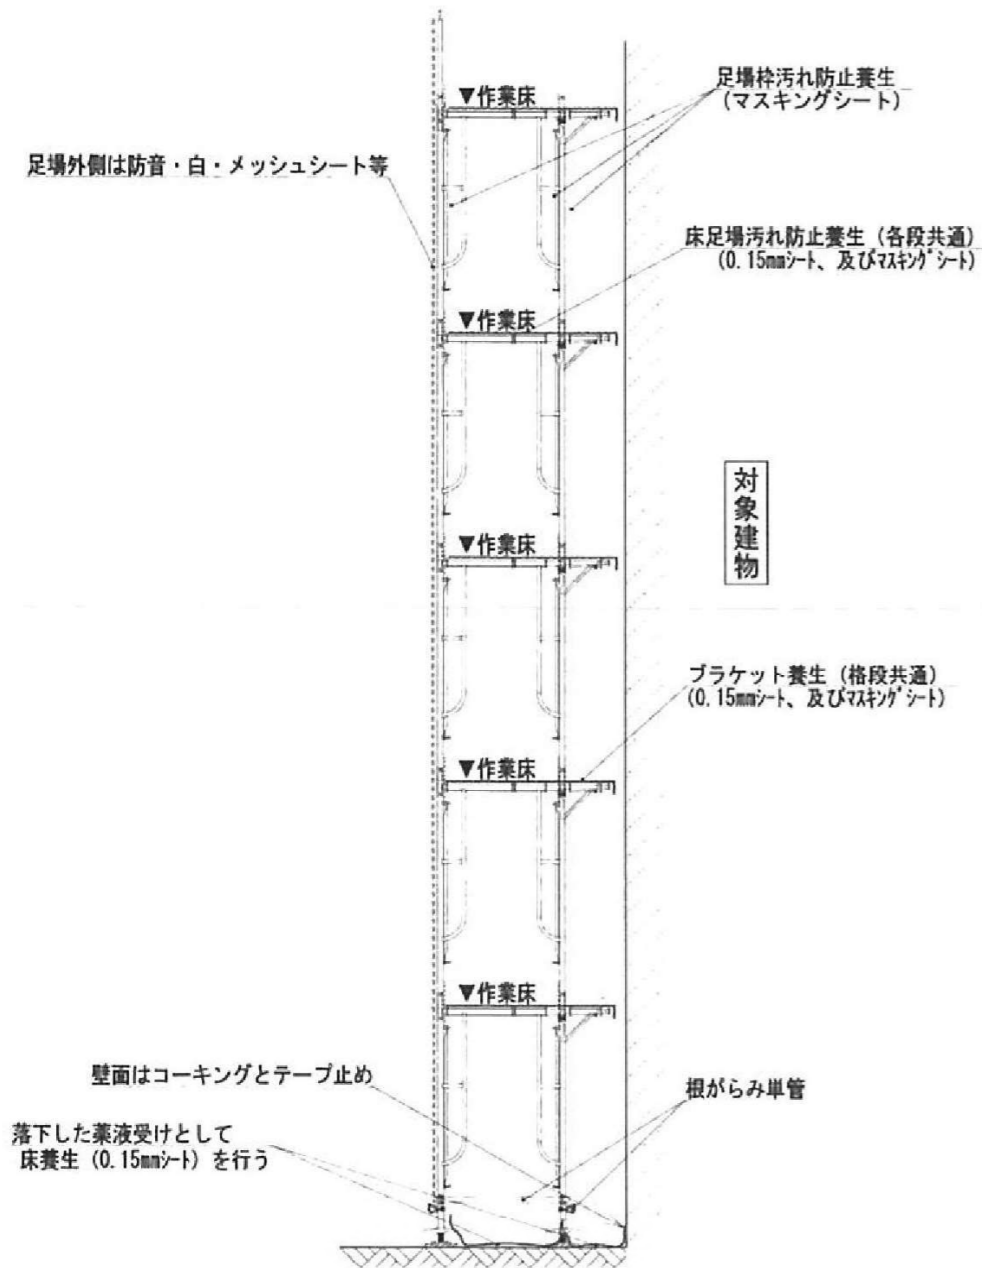 ▼作業床
足場枠汚れ防止養生
(マスキングシート)
足場外側は防音・白・メッシュシート等
床足場汚れ防止養生(各段共通)
(0.15mmシート、及びマスキングシート)
▼作業床
対象建物
▼作業床
ブラケット養生(格段共通)
(0.15mmシート、及びマスキングシート)
▼作業床
▼作業床
壁面はコーキングとテープ止め
根がらみ単管
落下した薬液受けとして
床養生(0.15mmシート)を行う